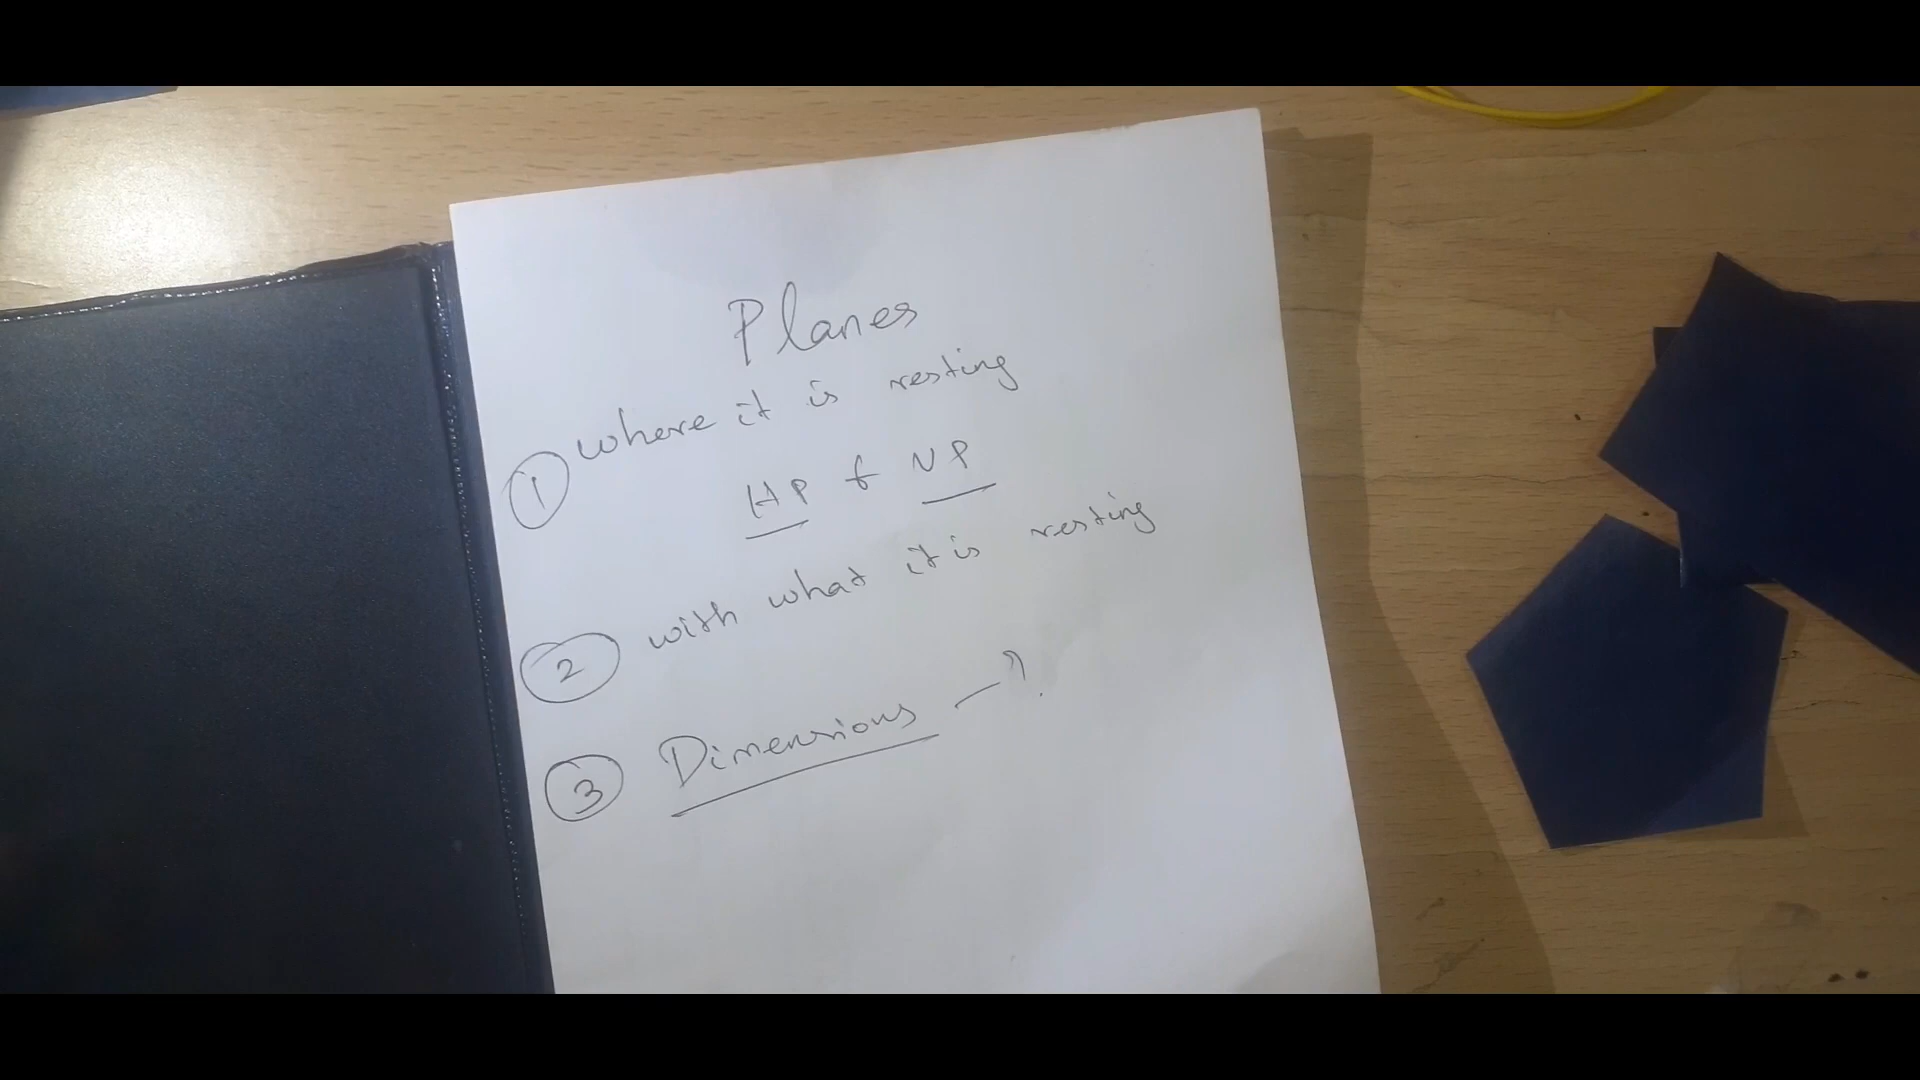 Planes
① where it is resting
HP & VP
② with what it is resting
③ Dimensions - ?